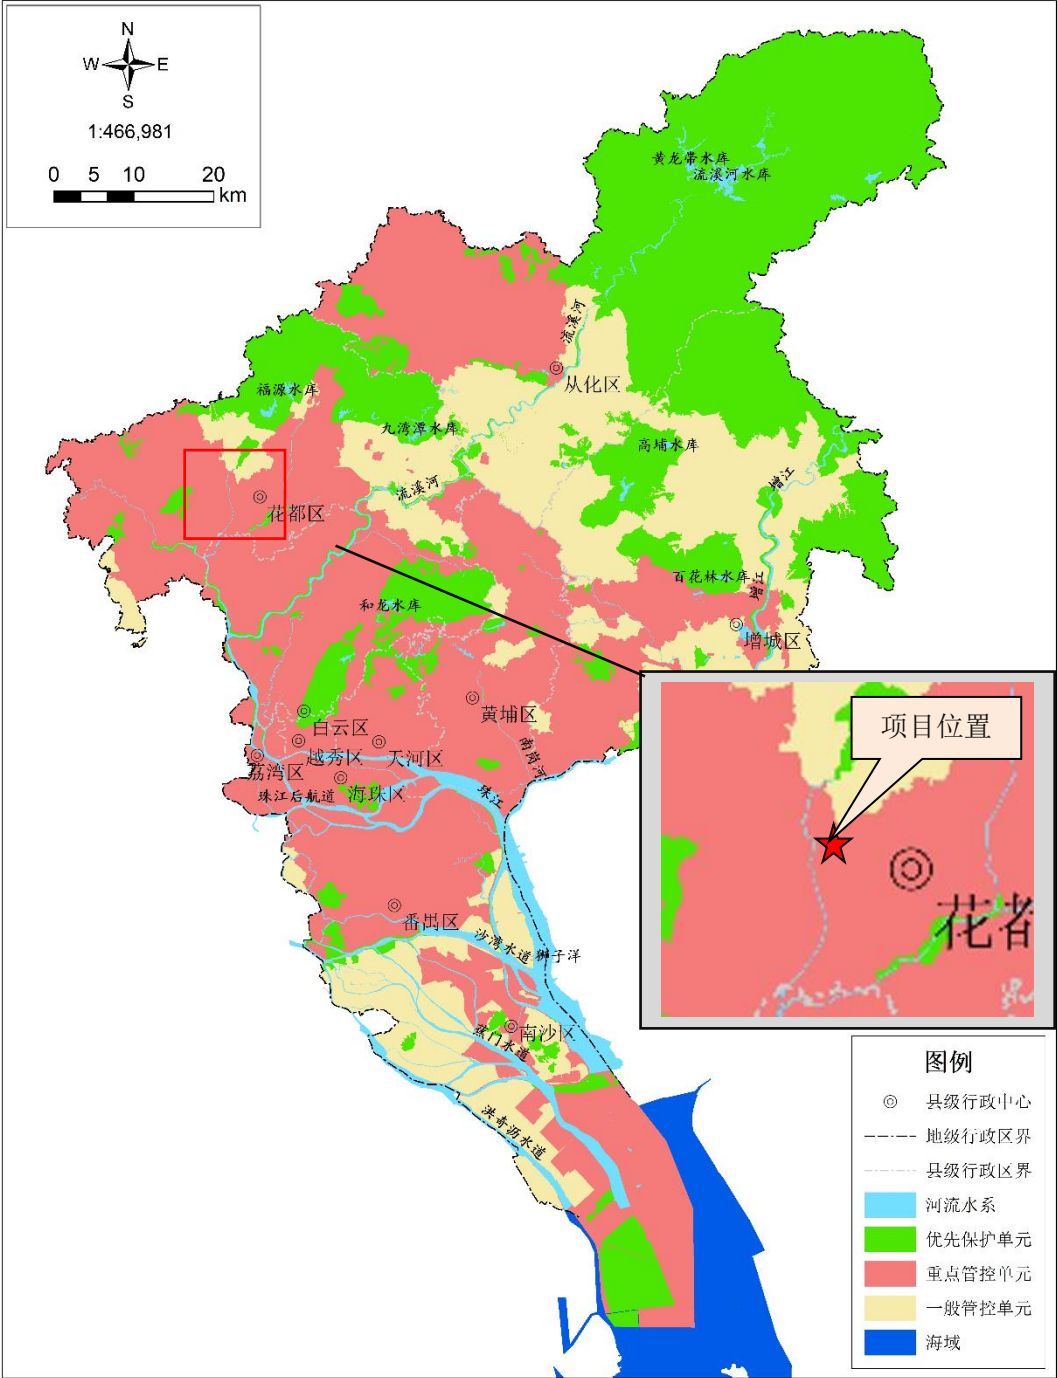 N
W E
S
1:466,981
0 5 10 20
km
黄龙带水库
流溪河水库
流溪河
从化区
福源水库
九湾潭水库
高埔水库
流溪河
增江
花都区
百花林水库
增江
和龙水库
增城区
黄埔区
白云区
南岗河
越秀区
天河区
荔湾区
海珠区
珠江后航道
珠江
番禺区
沙湾水道
狮子洋
南沙区
蕉门水道
洪奇沥水道
项目位置
花都
图例
县级行政中心
地级行政区界
县级行政区界
河流水系
优先保护单元
重点管控单元
一般管控单元
海域